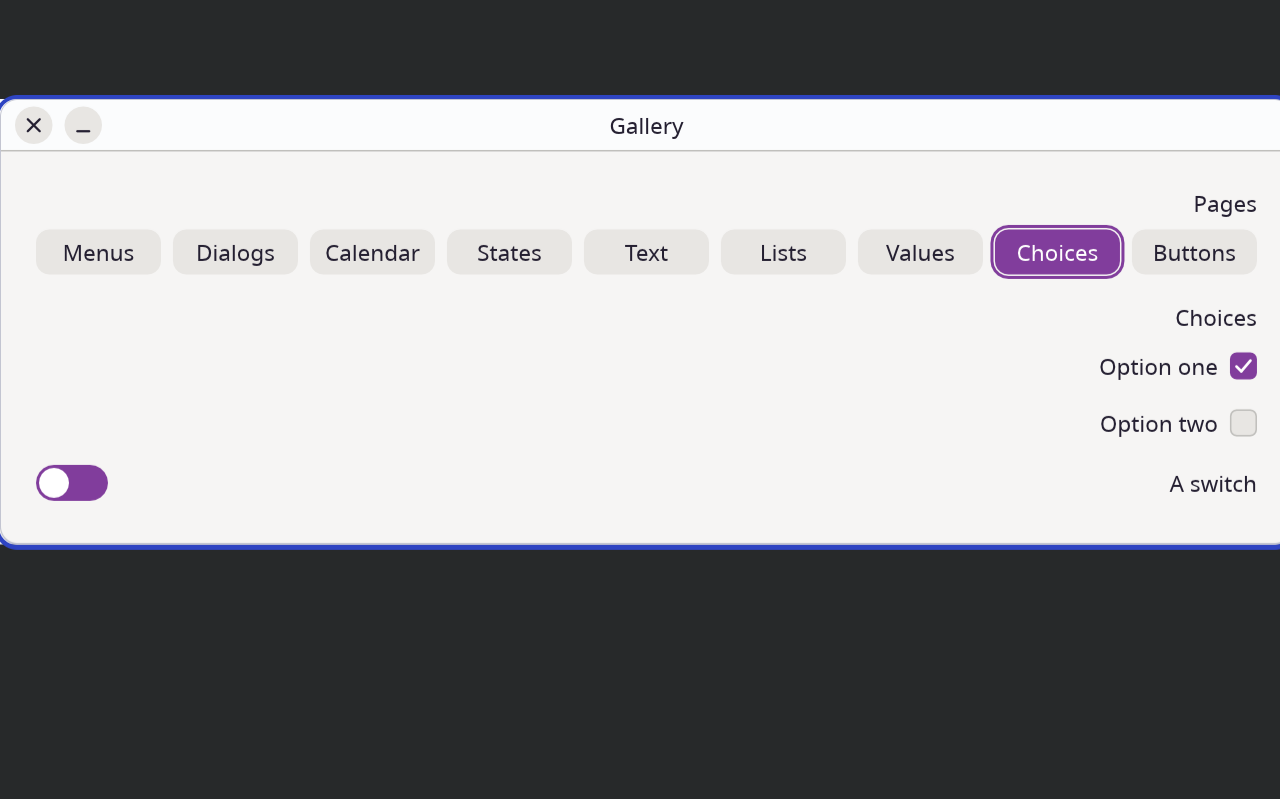 Gallery
Pages
Menus Dialogs Calendar States Text Lists Values Choices Buttons
Choices
Option one
Option two
A switch